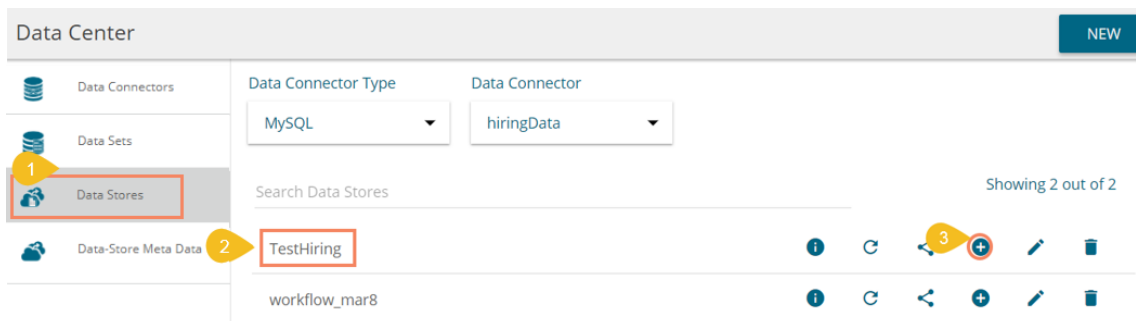 Data Center
NEW
Data Connectors
Data Sets
1
Data Stores
Data-Store Meta Data
Data Connector Type
Data Connector
MySQL
hiringData
Search Data Stores
Showing 2 out of 2
2
TestHiring
3
workflow_mar8